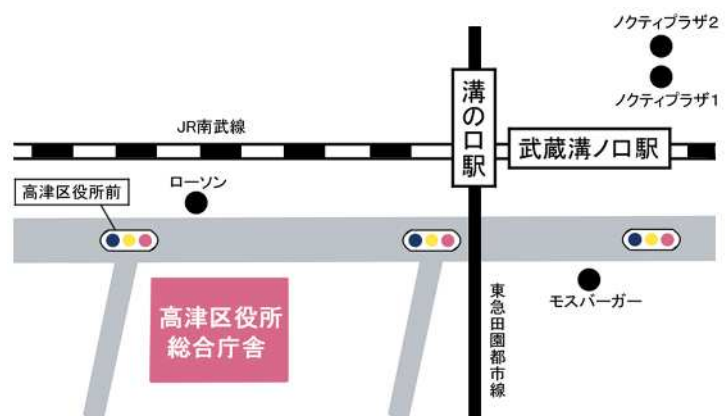 ノクティプラザ2
ノクティプラザ1
JR南武線
溝の口駅
武蔵溝ノ口駅
高津区役所前
ローソン
高津区役所
総合庁舎
東急田園都市線
モスバーガー